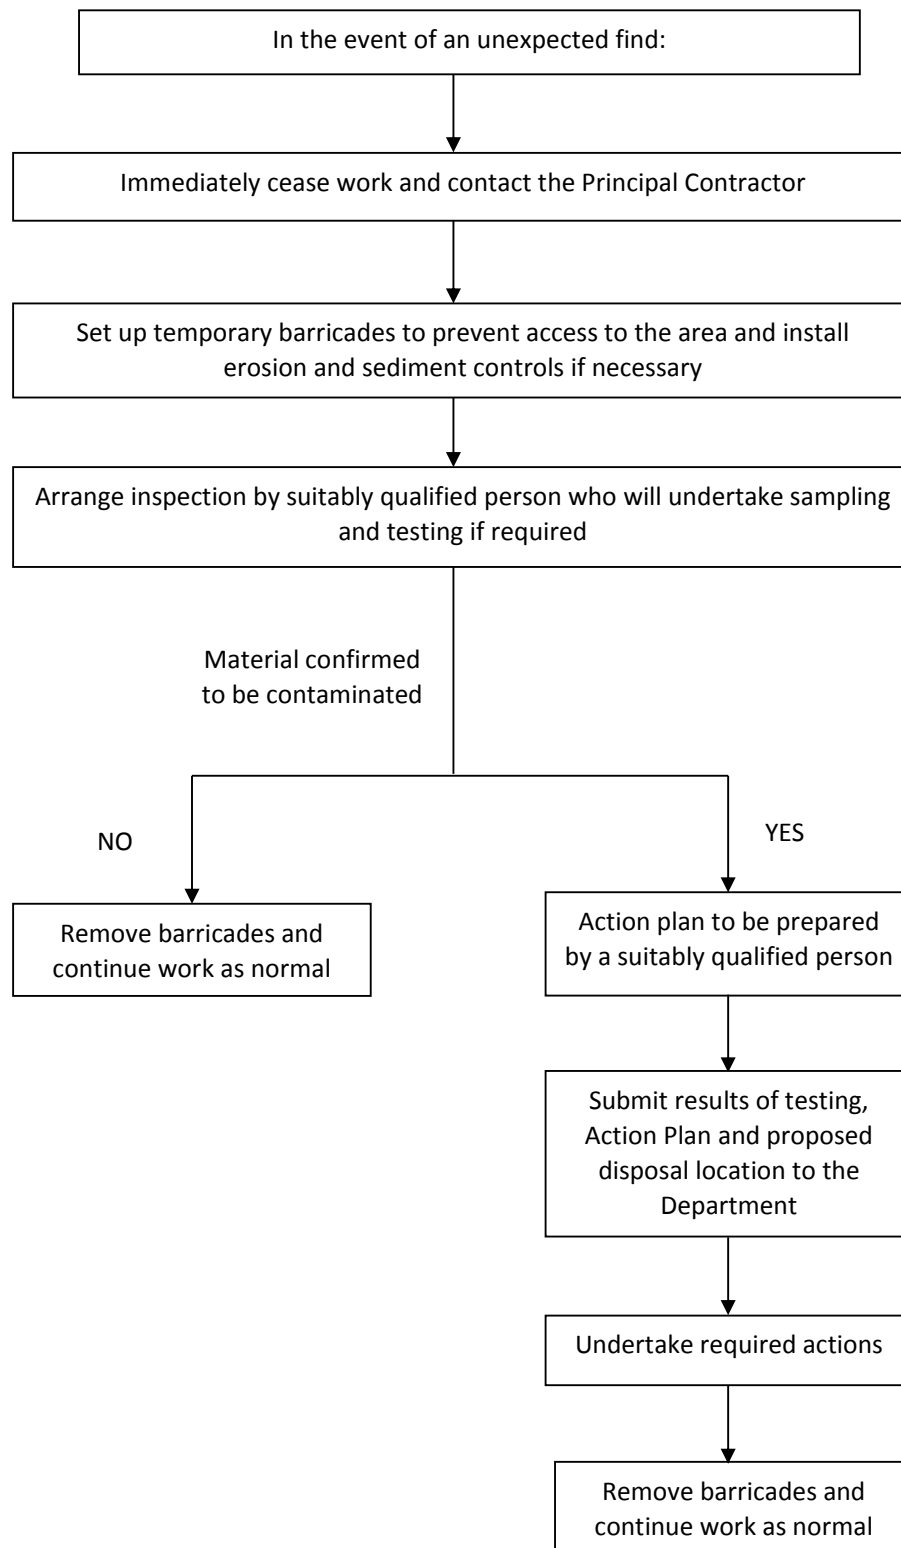 In the event of an unexpected find:
Immediately cease work and contact the Principal Contractor
Set up temporary barricades to prevent access to the area and install
erosion and sediment controls if necessary
Arrange inspection by suitably qualified person who will undertake sampling
and testing if required
Material confirmed
to be contaminated
NO
YES
Remove barricades and
continue work as normal
Action plan to be prepared
by a suitably qualified person
Submit results of testing,
Action Plan and proposed
disposal location to the
Department
Undertake required actions
Remove barricades and
continue work as normal